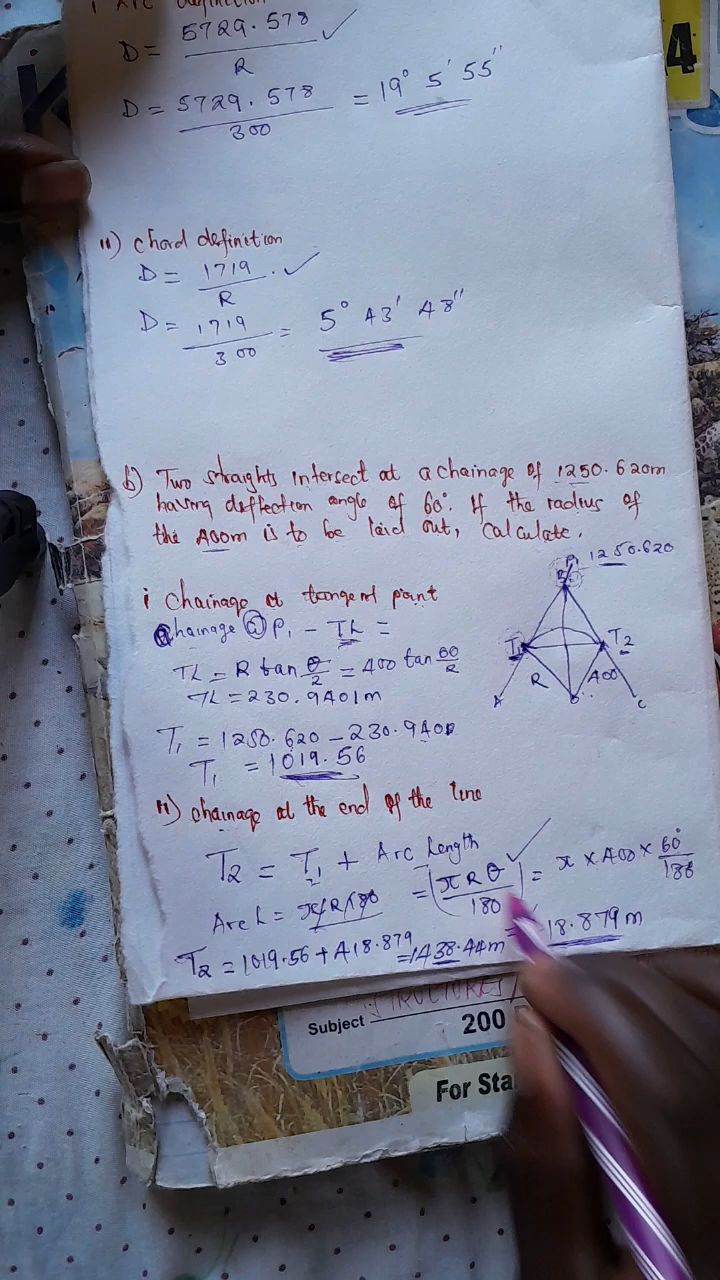 D = 5729.578 / R ✓
D = 5729.578 / 300 = 19° 5' 55"
ii) Chord definition
D = 1719 / R . ✓
D = 1719 / 300 = 5° 43' 48"
b) Two straights intersect at a chainage of 1250.620m
having deflection angle of 60°. If the radius of
the 400m is to be laid out, calculate.
i Chainage at tangent point
Chainage @ P1 – TL =
TL = R tan θ/2 = 400 tan 60/2
TL = 230.9401m
T1 = 1250.620 – 230.940
T1 = 1019.56
P1 1250.620
T1
T2
R
400
A
O
C
ii) chainage at the end of the line
T2 = T1 + Arc Length
Arc L = = (πRθ / 180) ✓ = π × 400 × 60° / 180
= 18.879m
T2 = 1019.56 + 418.879 = 1438.44m
Subject STRUCTURES
200
For Sta
4
K